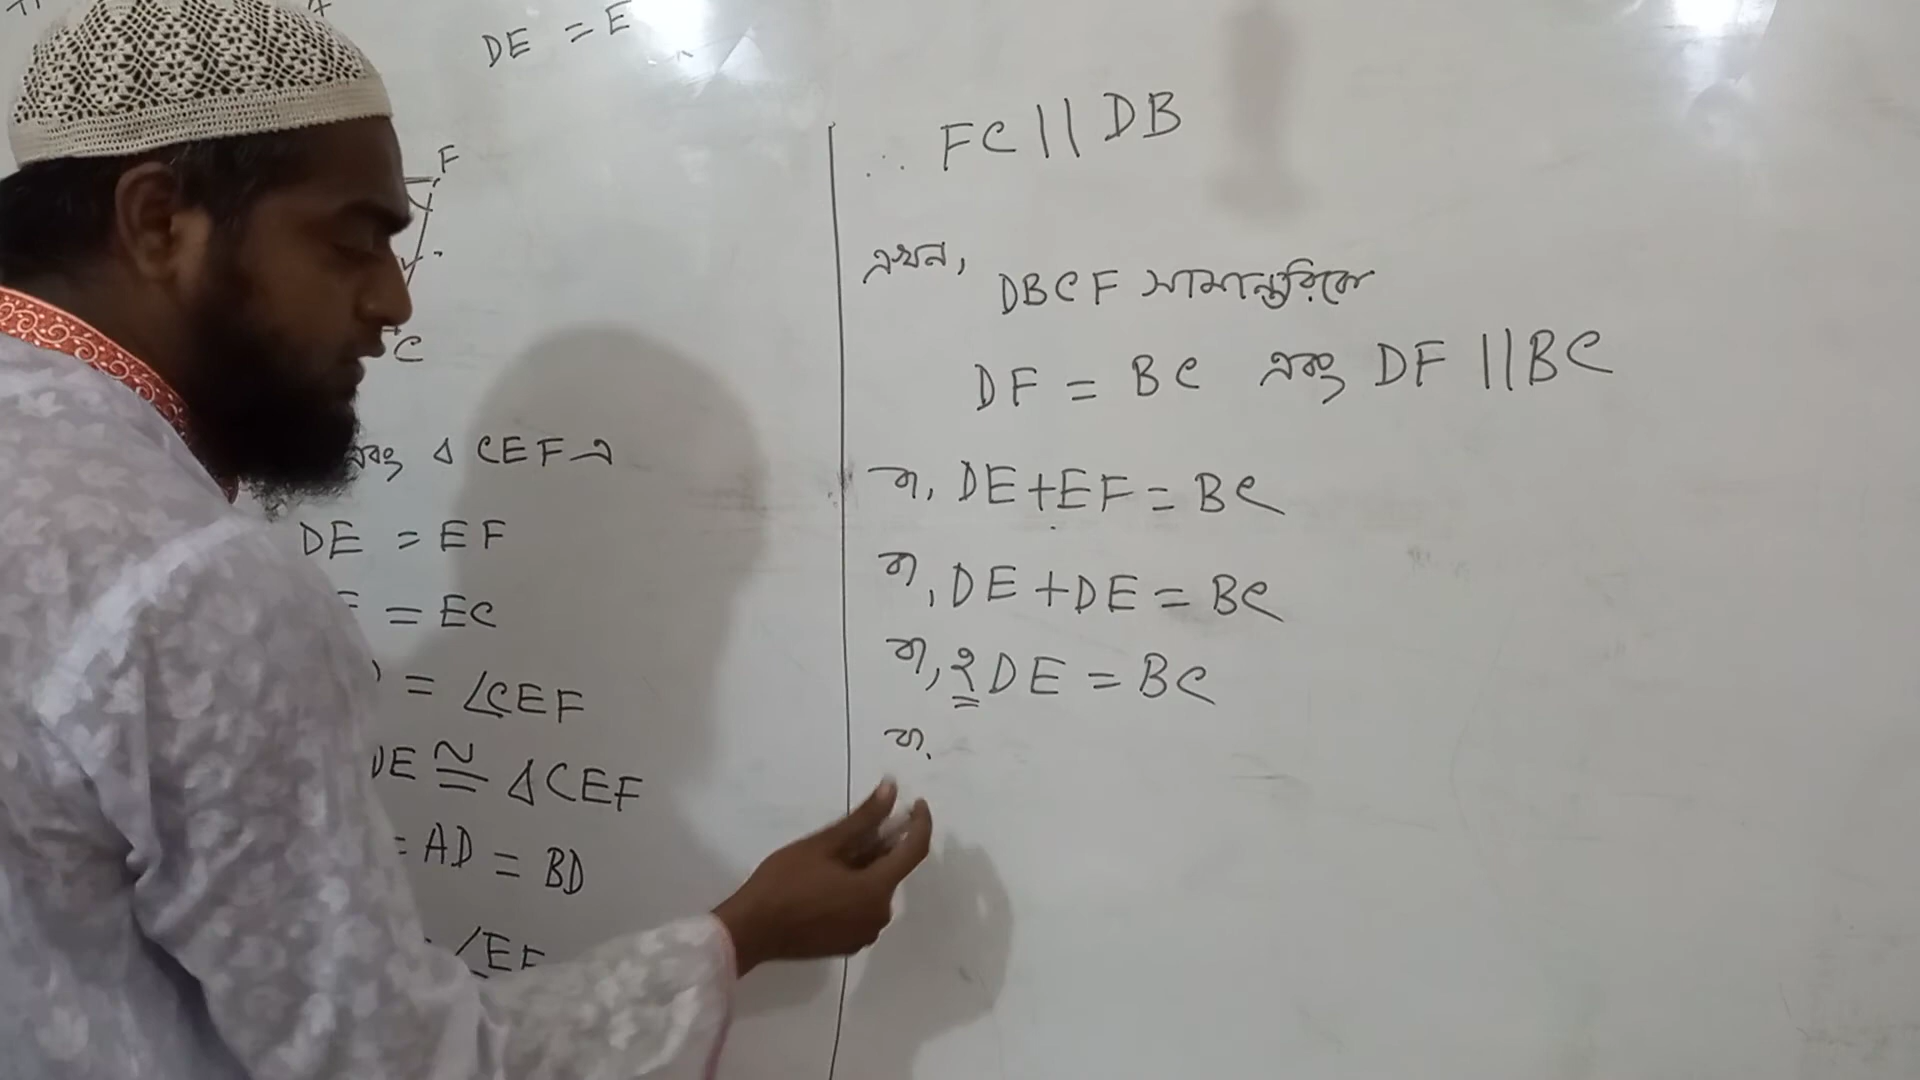 DE = E
F
C
এবং Δ CEF এ
DE = EF
= EC
= ∠CEF
DE ≅ Δ CEF
= AD = BD
∠EF
∴ FC || DB
এখন,
DBCF সামান্তরিকে
DF = BC এবং DF || BC
বা, DE + EF = BC
বা, DE + DE = BC
বা, ২DE = BC
বা,